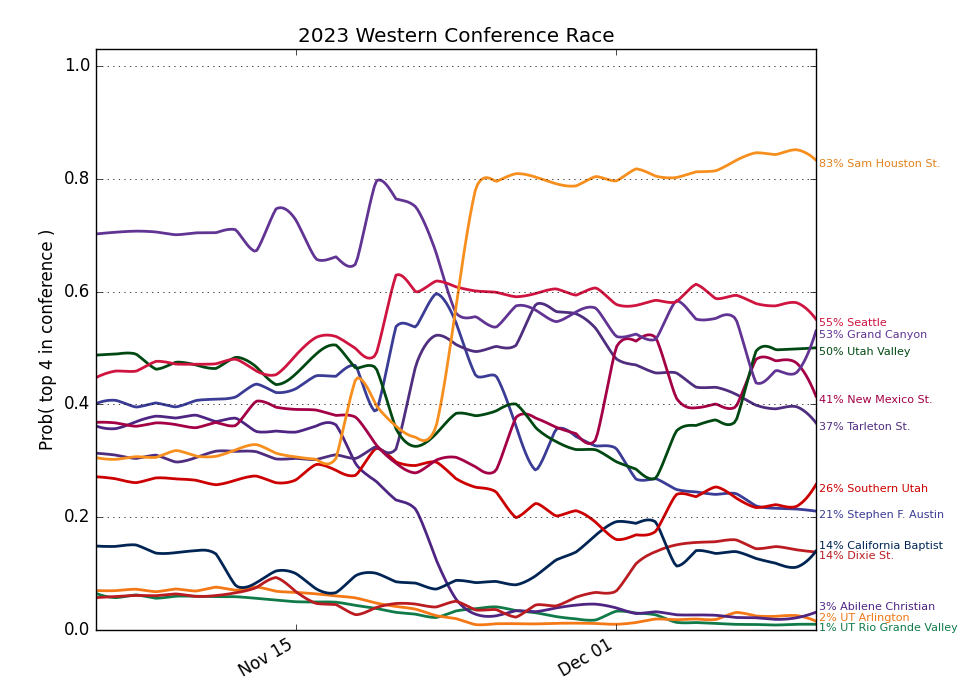 2023 Western Conference Race
Prob( top 4 in conference )
1.0
0.8
0.6
0.4
0.2
0.0
Nov 15
Dec 01
83% Sam Houston St.
55% Seattle
53% Grand Canyon
50% Utah Valley
41% New Mexico St.
37% Tarleton St.
26% Southern Utah
21% Stephen F. Austin
14% California Baptist
14% Dixie St.
3% Abilene Christian
2% UT Arlington
1% UT Rio Grande Valley